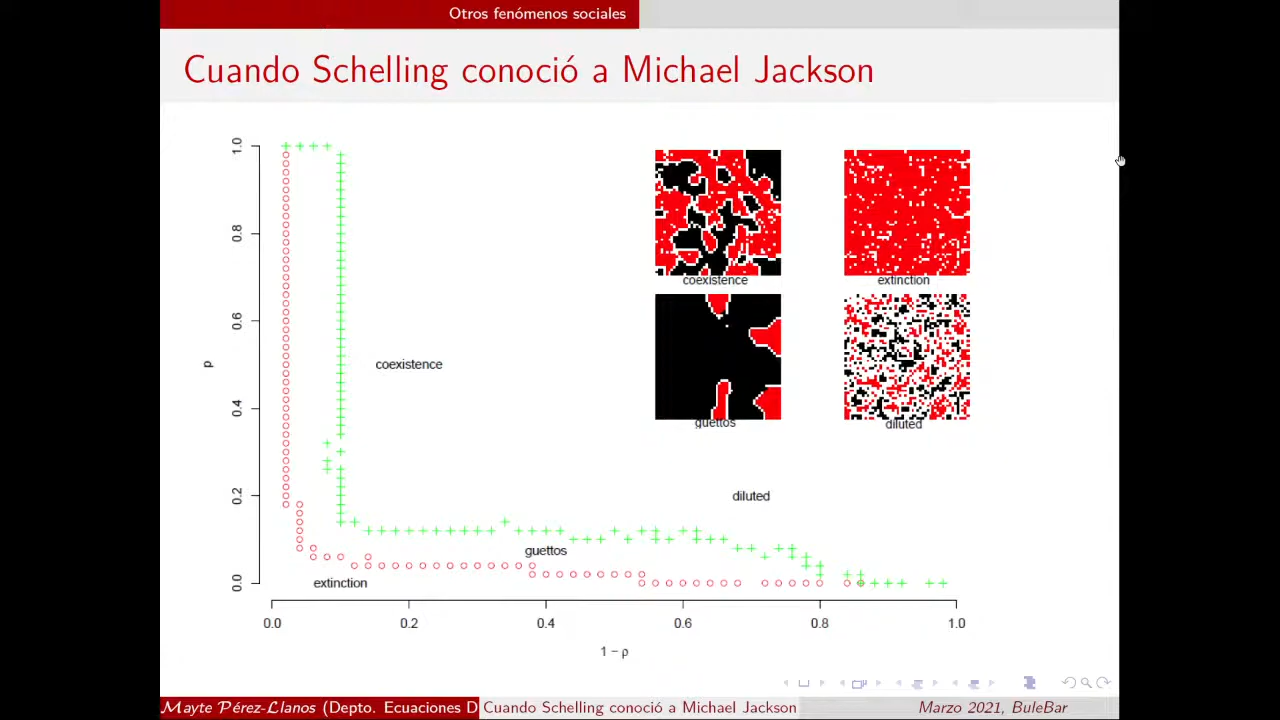 Otros fenómenos sociales
Cuando Schelling conoció a Michael Jackson
1.0
0.8
0.6
0.4
0.2
0.0
p
coexistence
diluted
guettos
extinction
coexistence
extinction
guettos
diluted
0.0
0.2
0.4
0.6
0.8
1.0
1 − ρ
Mayte Pérez-Llanos (Depto. Ecuaciones D
Cuando Schelling conoció a Michael Jackson
Marzo 2021, BuleBar